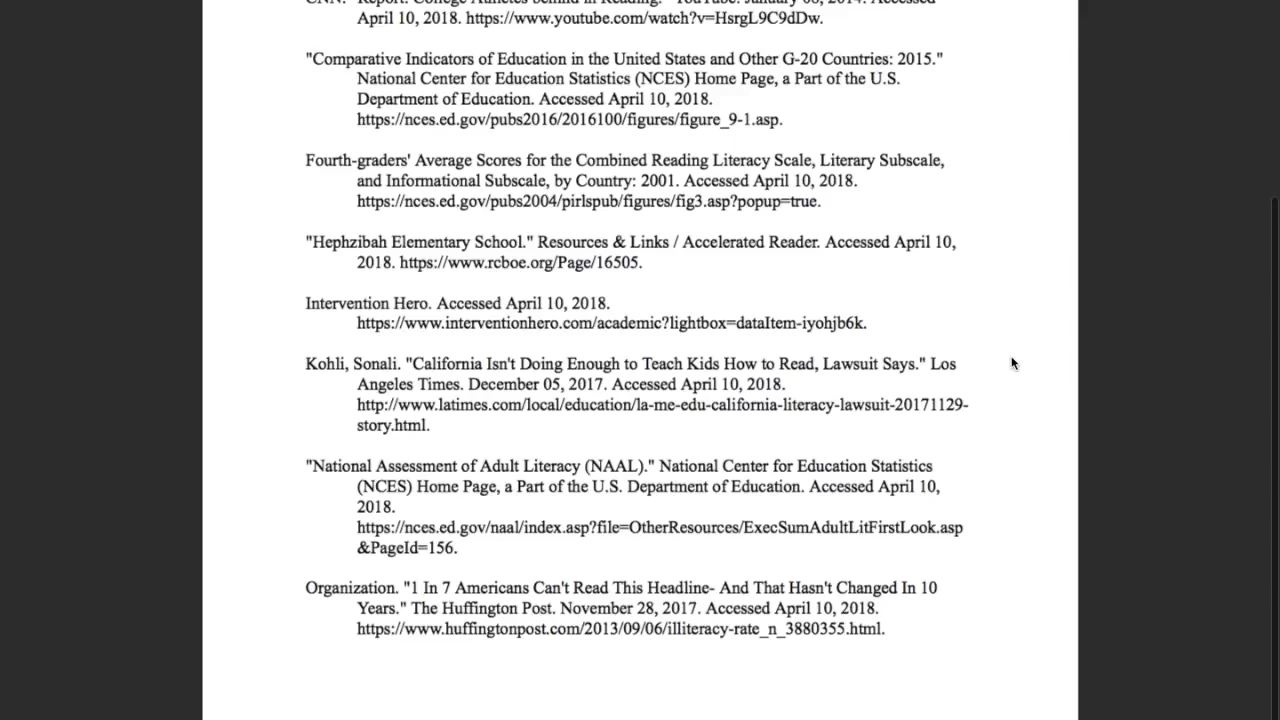 April 10, 2018. https://www.youtube.com/watch?v=HsrgL9C9dDw.
"Comparative Indicators of Education in the United States and Other G-20 Countries: 2015."
National Center for Education Statistics (NCES) Home Page, a Part of the U.S.
Department of Education. Accessed April 10, 2018.
https://nces.ed.gov/pubs2016/2016100/figures/figure_9-1.asp.
Fourth-graders' Average Scores for the Combined Reading Literacy Scale, Literary Subscale,
and Informational Subscale, by Country: 2001. Accessed April 10, 2018.
https://nces.ed.gov/pubs2004/pirlspub/figures/fig3.asp?popup=true.
"Hephzibah Elementary School." Resources & Links / Accelerated Reader. Accessed April 10,
2018. https://www.rcboe.org/Page/16505.
Intervention Hero. Accessed April 10, 2018.
https://www.interventionhero.com/academic?lightbox=dataItem-iyohjb6k.
Kohli, Sonali. "California Isn't Doing Enough to Teach Kids How to Read, Lawsuit Says." Los
Angeles Times. December 05, 2017. Accessed April 10, 2018.
http://www.latimes.com/local/education/la-me-edu-california-literacy-lawsuit-20171129-
story.html.
"National Assessment of Adult Literacy (NAAL)." National Center for Education Statistics
(NCES) Home Page, a Part of the U.S. Department of Education. Accessed April 10,
2018.
https://nces.ed.gov/naal/index.asp?file=OtherResources/ExecSumAdultLitFirstLook.asp
&PageId=156.
Organization. "1 In 7 Americans Can't Read This Headline- And That Hasn't Changed In 10
Years." The Huffington Post. November 28, 2017. Accessed April 10, 2018.
https://www.huffingtonpost.com/2013/09/06/illiteracy-rate_n_3880355.html.